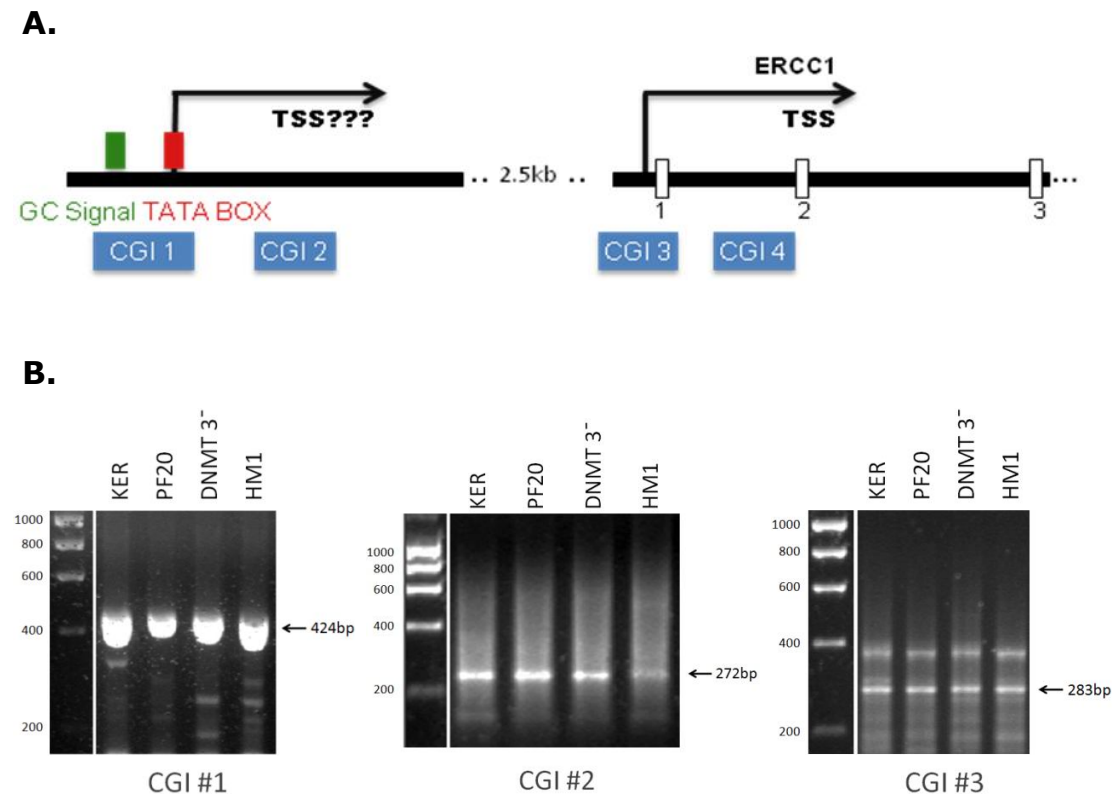 A.
ERCC1
TSS???
TSS
.. 2.5kb ..
...
GC Signal TATA BOX
1 2 3
CGI 1 CGI 2 CGI 3 CGI 4
B.
KER PF20 DNMT 3⁻ HM1
1000
800
600
400
200
424bp
CGI #1
KER PF20 DNMT 3⁻ HM1
1000
800
600
400
200
272bp
CGI #2
KER PF20 DNMT 3⁻ HM1
1000
800
600
400
200
283bp
CGI #3